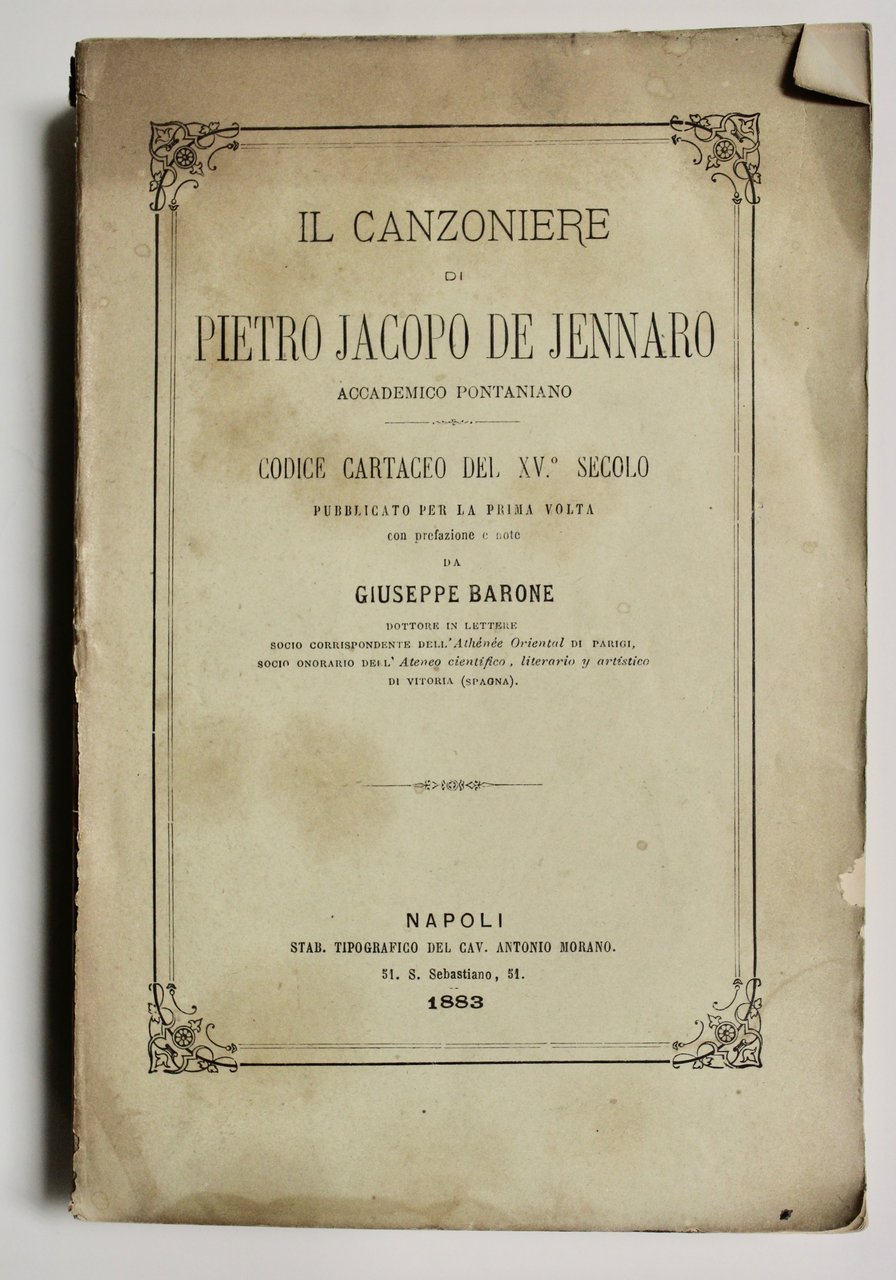 IL CANZONIERE
DI
PIETRO JACOPO DE JENNARO
ACCADEMICO PONTANIANO
CODICE CARTACEO DEL XV.º SECOLO
PUBBLICATO PER LA PRIMA VOLTA
con prefazione e note
DA
GIUSEPPE BARONE
DOTTORE IN LETTERE
SOCIO CORRISPONDENTE DELL'Athénée Oriental DI PARIGI,
SOCIO ONORARIO DELL' Ateneo cientifico, literario y artistico
DI VITORIA (SPAGNA).
NAPOLI
STAB. TIPOGRAFICO DEL CAV. ANTONIO MORANO.
51. S. Sebastiano, 51.
1883